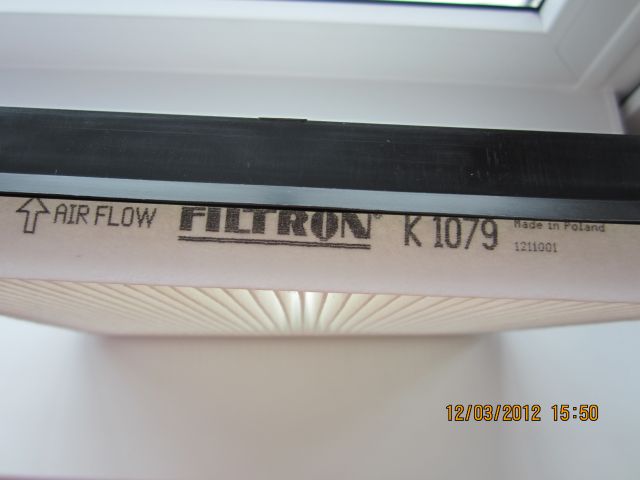 AIR FLOW FILTRON® K 1079 Made in Poland
1211001
12/03/2012 15:50